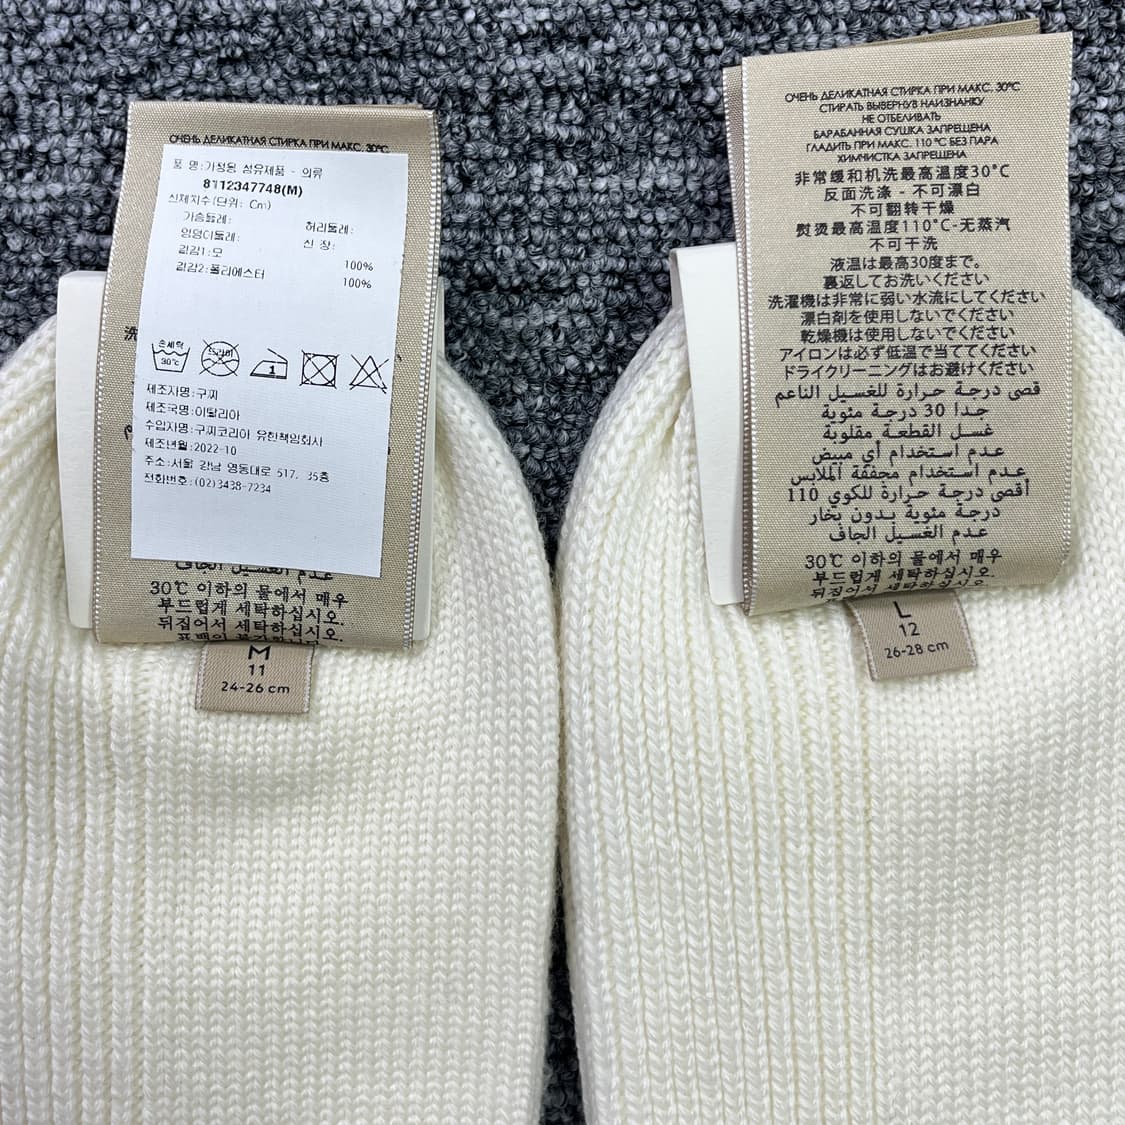 ОЧЕНЬ ДЕЛИКАТНАЯ СТИРКА ПРИ МАКС. 30°C
품 명:가정용 섬유제품 - 의류
8112347748(M)
신체치수(단위: Cm)
가슴둘레:
허리둘레:
엉덩이둘레:
신 장:
겉감1:모
100%
겉감2:폴리에스터
100%
손세탁
30℃
드라이
1
제조자명:구찌
제조국명:이탈리아
수입자명:구찌코리아 유한책임회사
제조년월:2022-10
주소:서울 강남 영동대로 517, 35층
전화번호:(02)3438-7234
عدم الغسيل الجاف
30℃ 이하의 물에서 매우
부드럽게 세탁하십시오.
뒤집어서 세탁하십시오.
M
11
24-26 cm
ОЧЕНЬ ДЕЛИКАТНАЯ СТИРКА ПРИ МАКС. 30°C
СТИРАТЬ ВЫВЕРНУВ НАИЗНАНКУ
НЕ ОТБЕЛИВАТЬ
БАРАБАННАЯ СУШКА ЗАПРЕЩЕНА
ГЛАДИТЬ ПРИ МАКС. 110 °C БЕЗ ПАРА
ХИМЧИСТКА ЗАПРЕЩЕНА
非常缓和机洗最高温度30°C
反面洗涤 - 不可漂白
不可翻转干燥
熨烫最高温度110°C-无蒸汽
不可干洗
液温は最高30度まで。
裏返してお洗いください
洗濯機は非常に弱い水流にしてください
漂白剤を使用しないでください
乾燥機は使用しないでください
アイロンは必ず低温で当ててください
ドライクリーニングはお避けください
قصى درجة حرارة للغسيل الناعم
جدا 30 درجة مئوية
غسل القطعة مقلوبة
عدم استخدام أي مبيض
عدم استخدام مجففة الملابس
أقصى درجة حرارة للكوي 110
درجة مئوية بدون بخار
عدم الغسيل الجاف
30℃ 이하의 물에서 매우
부드럽게 세탁하십시오.
뒤집어서 세탁하십시오.
L
12
26-28 cm